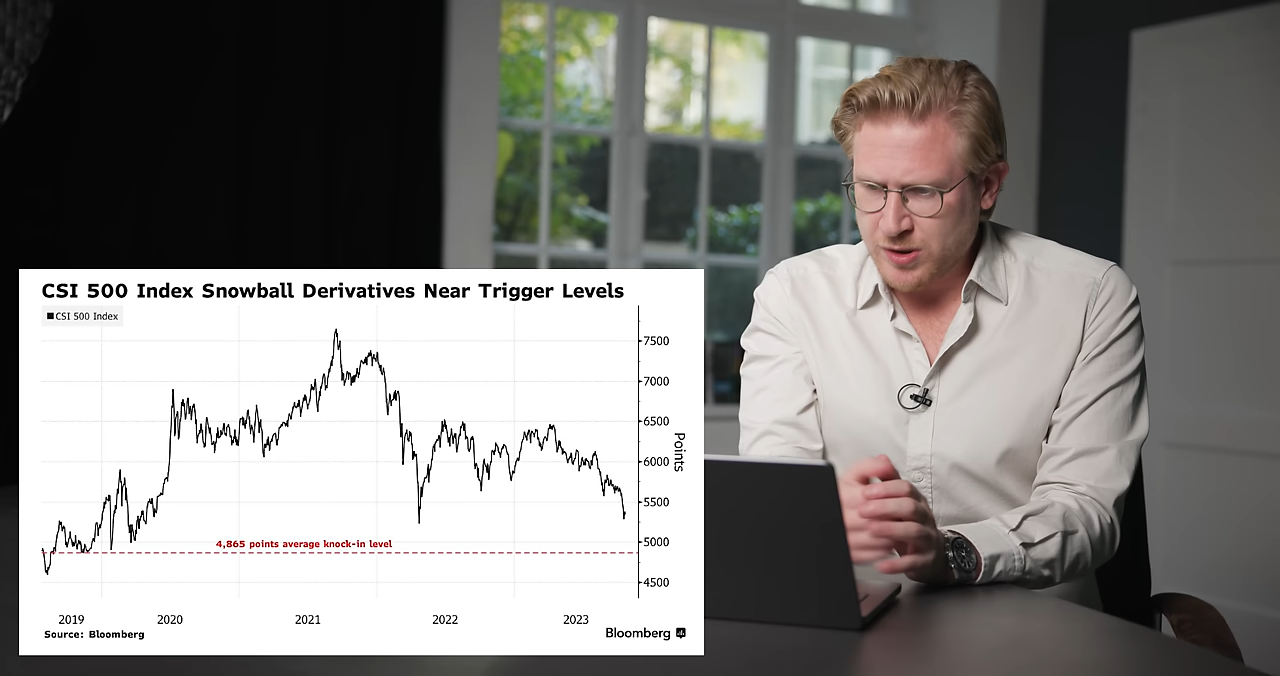 CSI 500 Index Snowball Derivatives Near Trigger Levels
CSI 500 Index
7500
7000
6500
6000
5500
5000
4500
Points
4,865 points average knock-in level
2019 2020 2021 2022 2023
Source: Bloomberg
Bloomberg